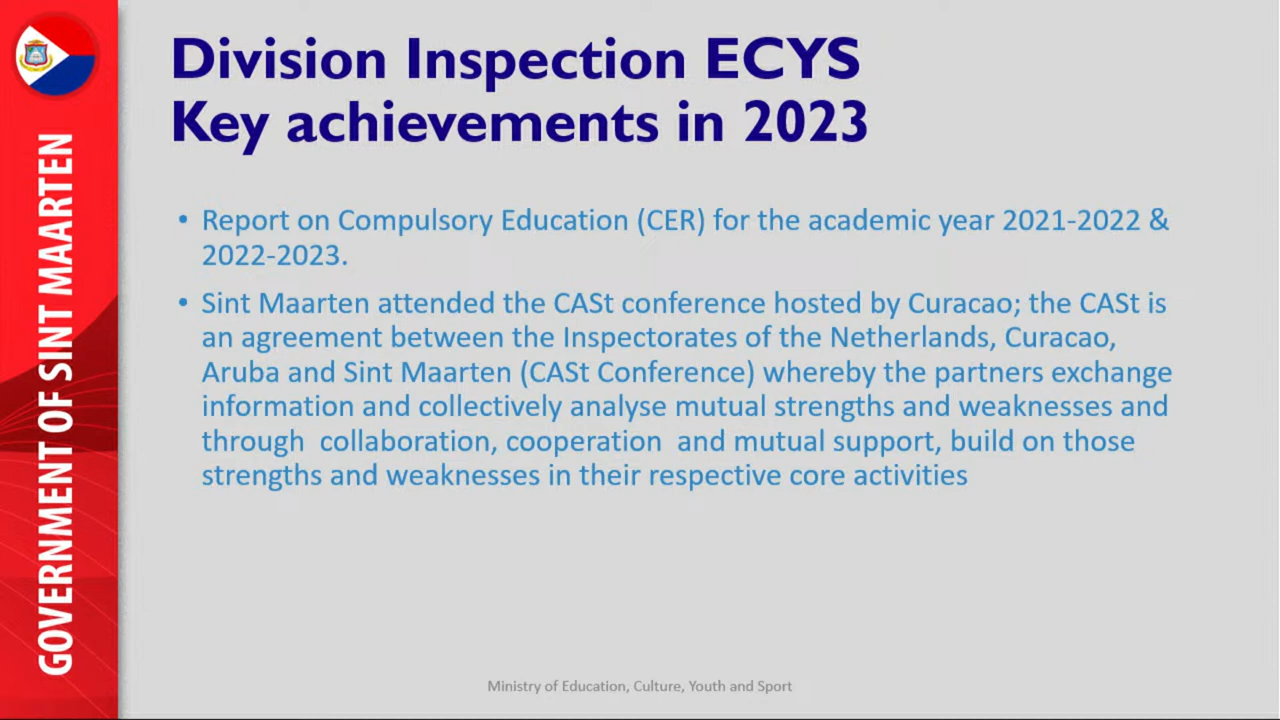 GOVERNMENT OF SINT MAARTEN
Division Inspection ECYS
Key achievements in 2023
• Report on Compulsory Education (CER) for the academic year 2021-2022 &
2022-2023.
• Sint Maarten attended the CASt conference hosted by Curacao; the CASt is
an agreement between the Inspectorates of the Netherlands, Curacao,
Aruba and Sint Maarten (CASt Conference) whereby the partners exchange
information and collectively analyse mutual strengths and weaknesses and
through  collaboration, cooperation  and mutual support, build on those
strengths and weaknesses in their respective core activities
Ministry of Education, Culture, Youth and Sport